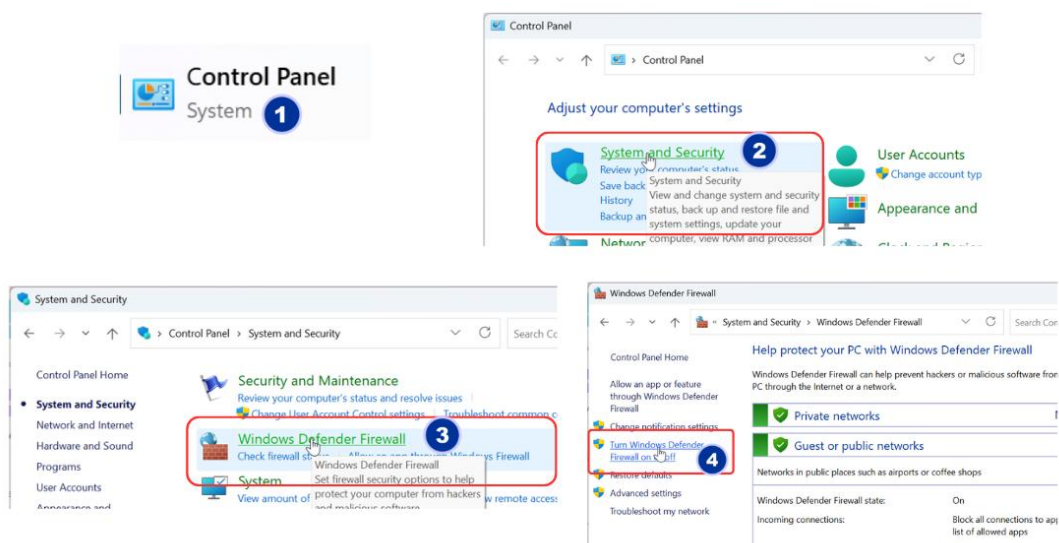 Control Panel
System
1
Control Panel
Control Panel
Adjust your computer's settings
System and Security
2
Review your computer's status
Save back
History
Backup an
System and Security
View and change system and security
status, back up and restore file and
system settings, update your
computer, view RAM and processor
User Accounts
Change account typ
Appearance and
Networ
Clock and Region
System and Security
Control Panel > System and Security
Search Co
Control Panel Home
System and Security
Network and Internet
Hardware and Sound
Programs
User Accounts
Appearance and
Security and Maintenance
Review your computer's status and resolve issues
Change User Account Control settings Troubleshoot common c
Windows Defender Firewall
3
Check firewall st Allow an app through Windows Firewall
Windows Defender Firewall
Set firewall security options to help
protect your computer from hackers
and malicious software
System
View amount of w remote access
Windows Defender Firewall
« System and Security > Windows Defender Firewall
Search Con
Control Panel Home
Allow an app or feature
through Windows Defender
Firewall
Change notification settings
Turn Windows Defender
Firewall on or off
4
Restore defaults
Advanced settings
Troubleshoot my network
Help protect your PC with Windows Defender Firewall
Windows Defender Firewall can help prevent hackers or malicious software from
PC through the Internet or a network.
Private networks
Guest or public networks
Networks in public places such as airports or coffee shops
Windows Defender Firewall state: On
Incoming connections: Block all connections to app
list of allowed apps